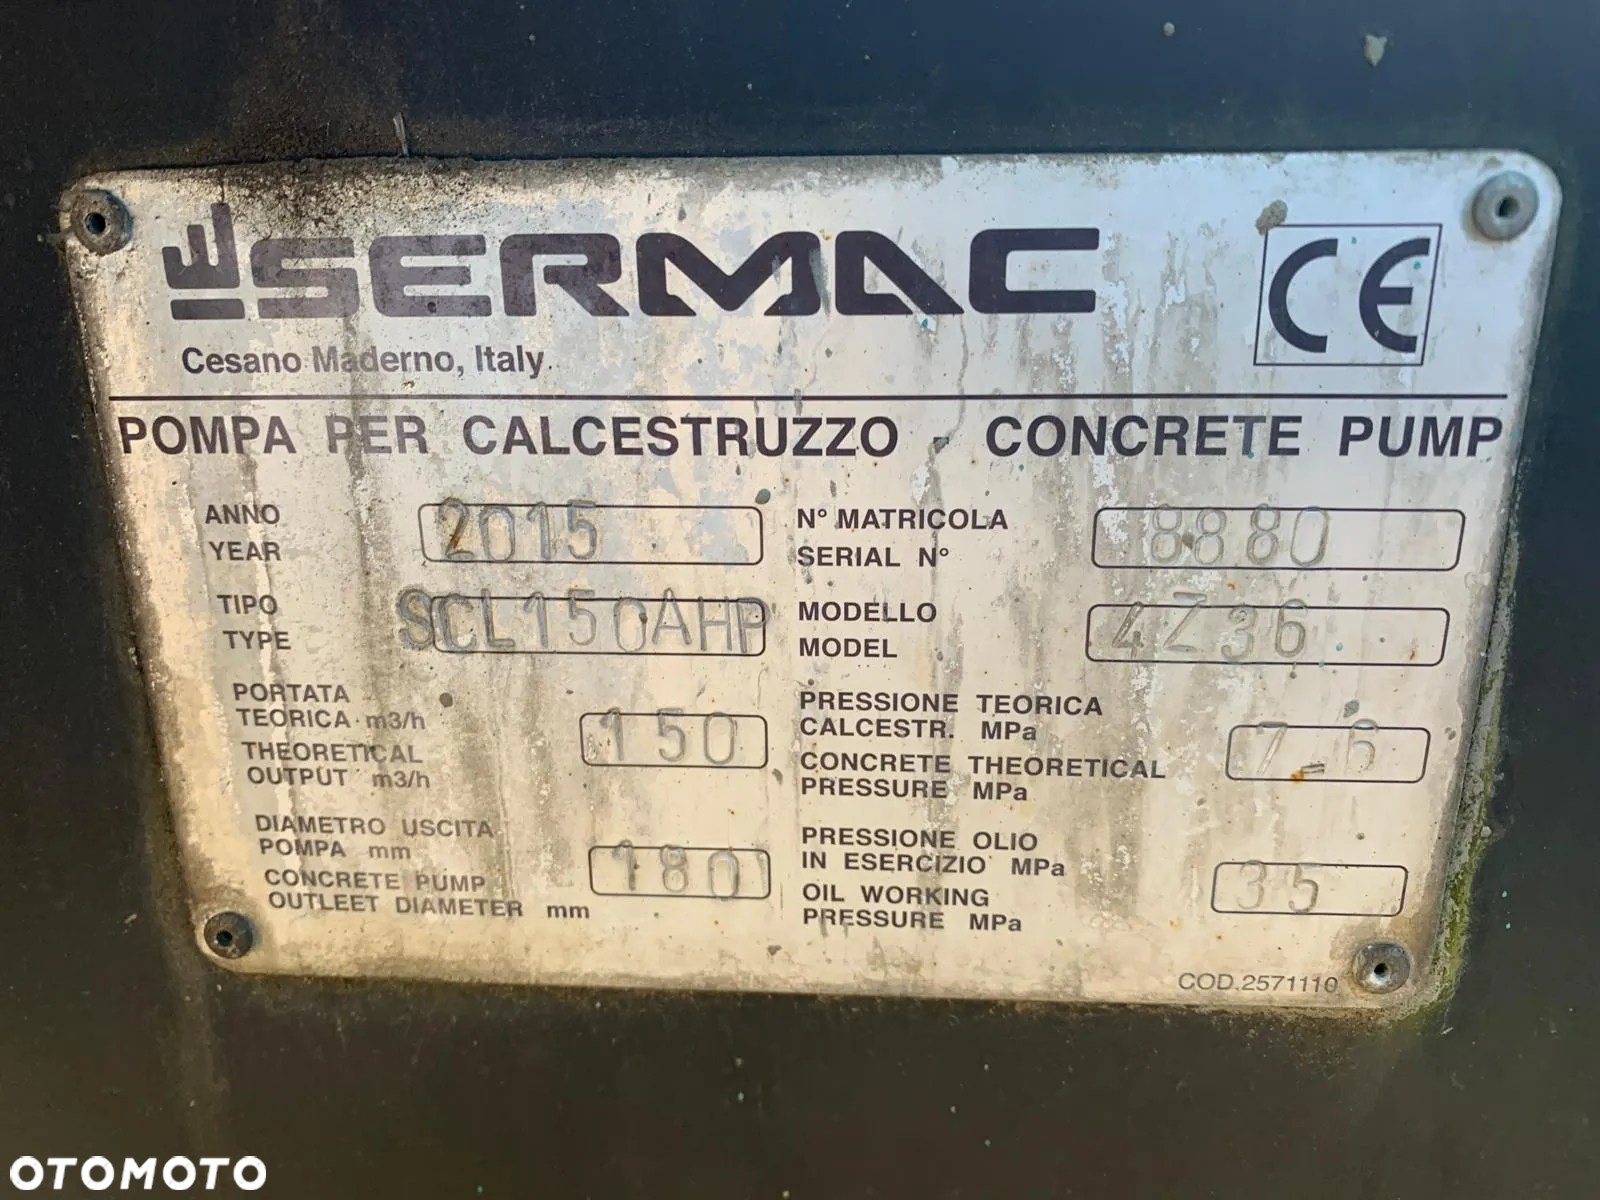 SERMAC
CE
Cesano Maderno, Italy.
POMPA PER CALCESTRUZZO - CONCRETE PUMP
ANNO
YEAR
2015
N° MATRICOLA
SERIAL N°
8880
TIPO
TYPE
SCL150AHP
MODELLO
MODEL
4Z36
PORTATA
TEORICA m3/h
THEORETICAL
OUTPUT m3/h
150
PRESSIONE TEORICA
CALCESTR. MPa
CONCRETE THEORETICAL
PRESSURE MPa
7.6
DIAMETRO USCITA
POMPA mm
CONCRETE PUMP
OUTLEET DIAMETER mm
180
PRESSIONE OLIO
IN ESERCIZIO MPa
OIL WORKING
PRESSURE MPa
35
COD.2571110
OTOMOTO